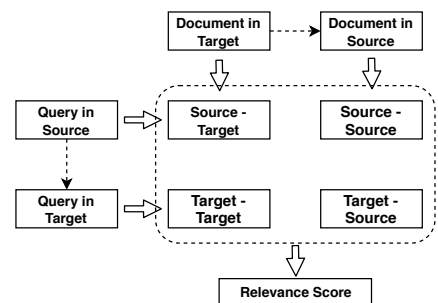 Document in
Target
Document in
Source
Query in
Source
Source -
Target
Source -
Source
Query in
Target
Target -
Target
Target -
Source
Relevance Score